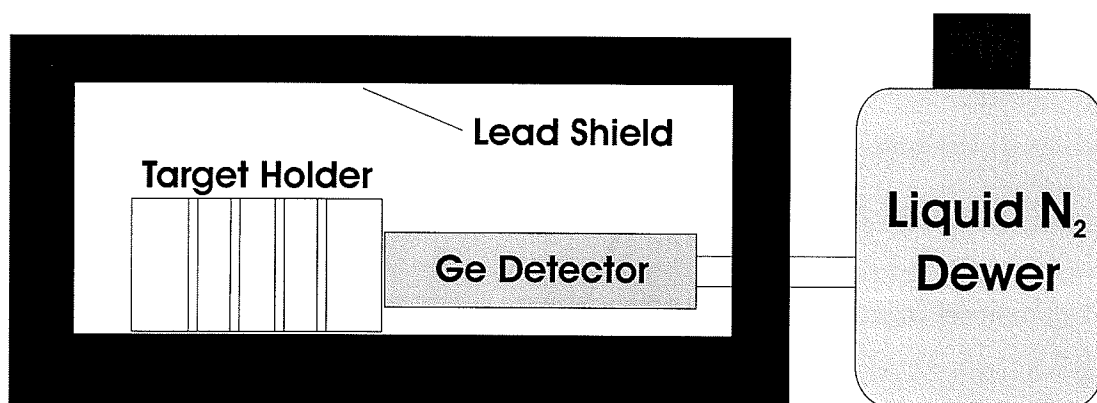 Lead Shield
Target Holder
Ge Detector
Liquid N₂
Dewer